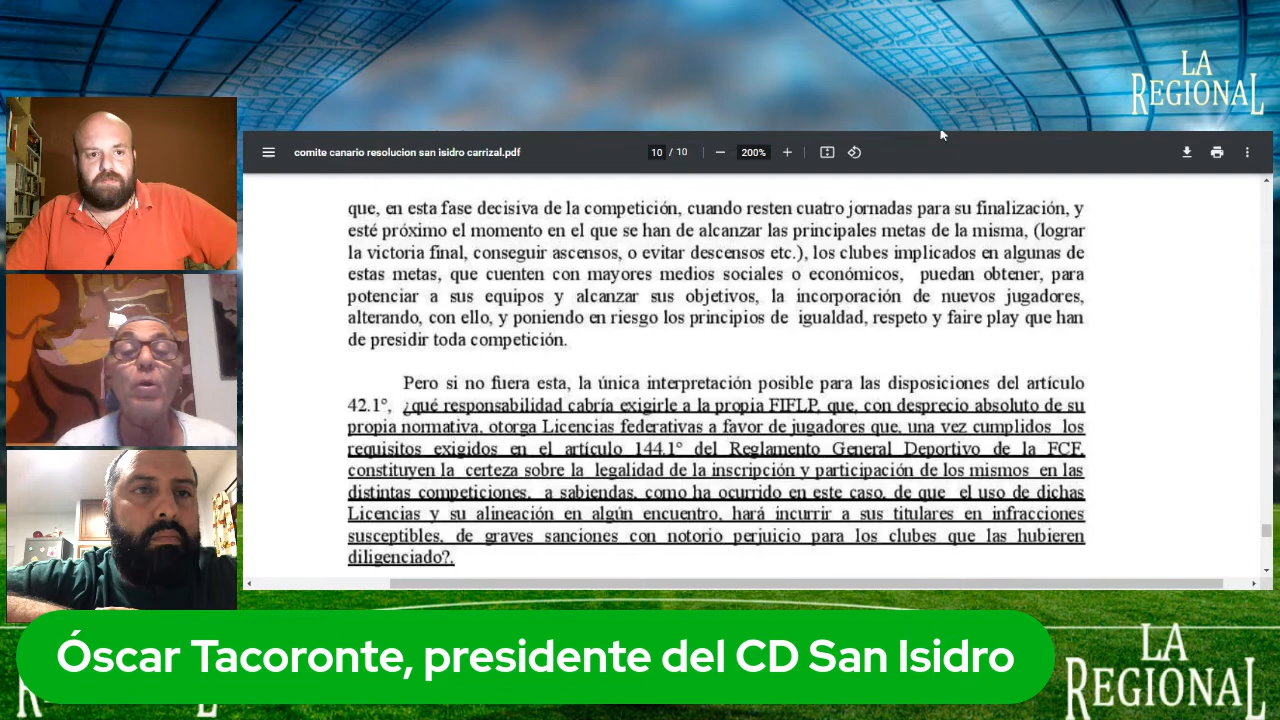 LA
REGIONAL
comite canario resolucion san isidro carrizal.pdf
10 / 10
200%
que, en esta fase decisiva de la competición, cuando resten cuatro jornadas para su finalización, y
esté próximo el momento en el que se han de alcanzar las principales metas de la misma, (lograr
la victoria final, conseguir ascensos, o evitar descensos etc.), los clubes implicados en algunas de
estas metas, que cuenten con mayores medios sociales o económicos, puedan obtener, para
potenciar a sus equipos y alcanzar sus objetivos, la incorporación de nuevos jugadores,
alterando, con ello, y poniendo en riesgo los principios de igualdad, respeto y faire play que han
de presidir toda competición.
Pero si no fuera esta, la única interpretación posible para las disposiciones del artículo
42.1º, ¿qué responsabilidad cabría exigirle a la propia FIFLP, que, con desprecio absoluto de su
propia normativa, otorga Licencias federativas a favor de jugadores que, una vez cumplidos los
requisitos exigidos en el artículo 144.1º del Reglamento General Deportivo de la FCF,
constituyen la certeza sobre la legalidad de la inscripción y participación de los mismos en las
distintas competiciones, a sabiendas, como ha ocurrido en este caso, de que el uso de dichas
Licencias y su alineación en algún encuentro, hará incurrir a sus titulares en infracciones
susceptibles, de graves sanciones con notorio perjuicio para los clubes que las hubieren
diligenciado?.
Óscar Tacoronte, presidente del CD San Isidro
LA
REGIONAL